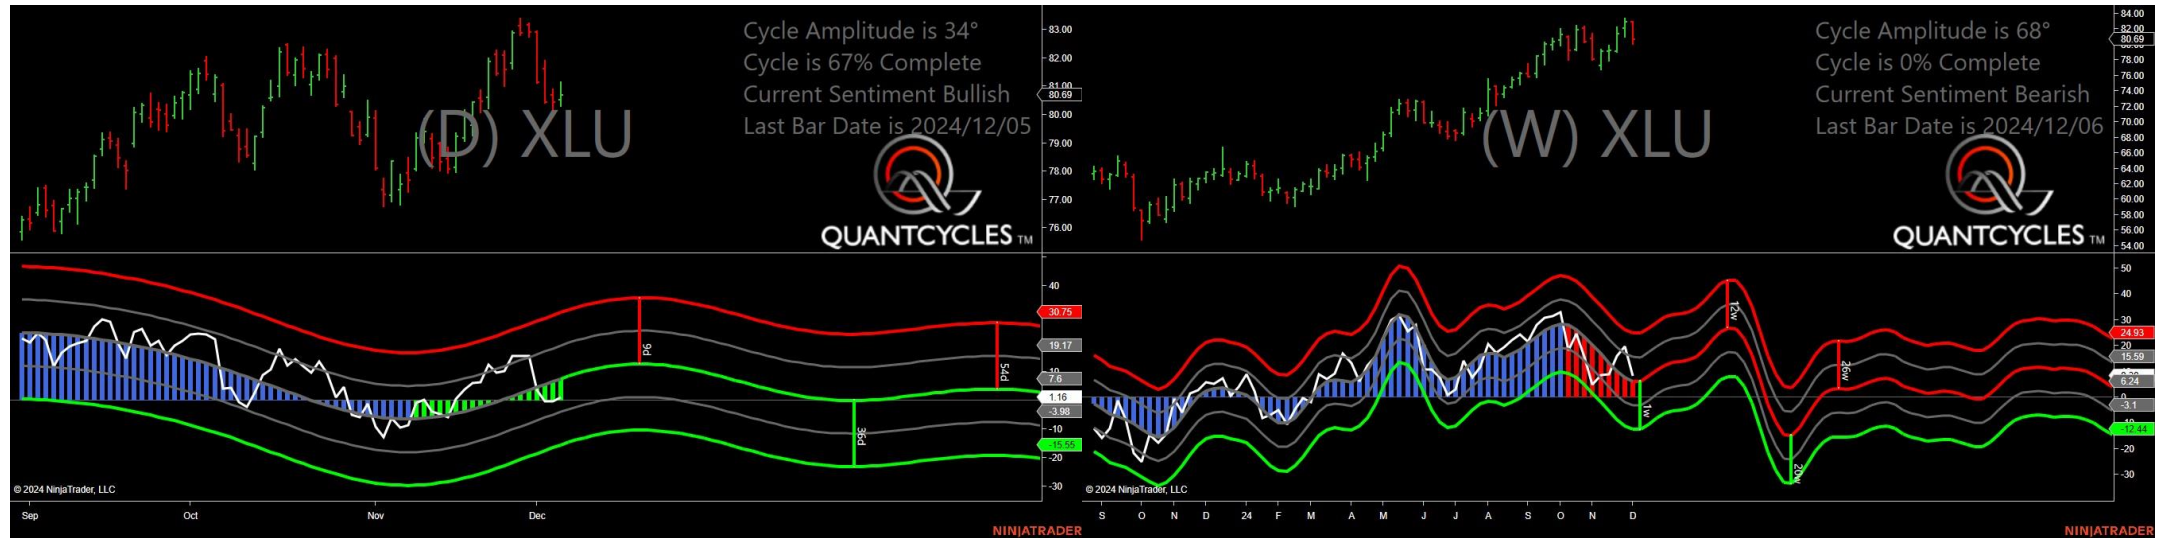 Cycle Amplitude is 34°
Cycle is 67% Complete
Current Sentiment Bullish
Last Bar Date is 2024/12/05
(D) XLU
QUANTCYCLES TM
83.00
82.00
81.00
80.69
80.00
79.00
78.00
77.00
76.00
40
30.75
19.17
10
7.6
1.16
-3.98
-10
-15.55
-20
-30
9d
36d
54d
© 2024 NinjaTrader, LLC
Sep Oct Nov Dec
NINJATRADER
Cycle Amplitude is 68°
Cycle is 0% Complete
Current Sentiment Bearish
Last Bar Date is 2024/12/06
(W) XLU
QUANTCYCLES TM
84.00
80.69
78.00
76.00
74.00
72.00
70.00
68.00
66.00
64.00
62.00
60.00
58.00
56.00
54.00
50
40
30
24.93
20
15.59
6.24
0
-3.1
-12.44
-20
-30
1w
12w
20w
26w
© 2024 NinjaTrader, LLC
S O N D 24 F M A M J J A S O N D
NINJATRADER